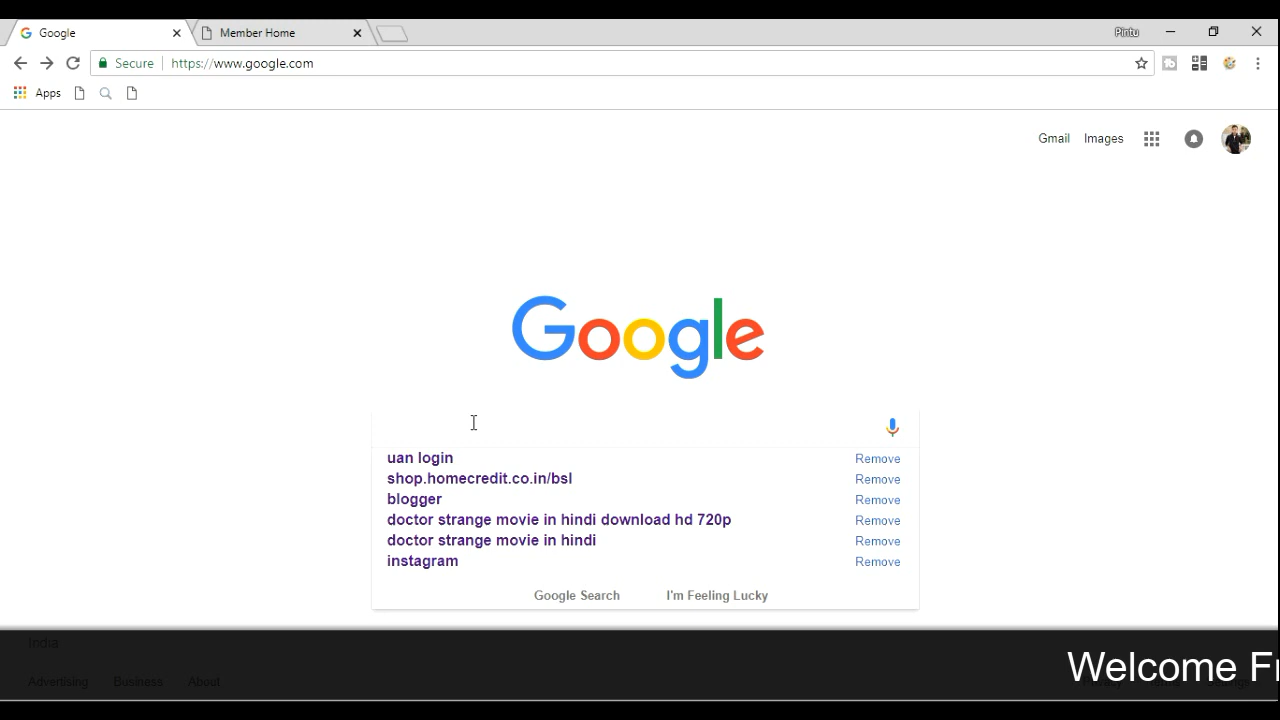 Google
Member Home
Pintu
Secure
https://www.google.com
Apps
Gmail
Images
Google
uan login
Remove
shop.homecredit.co.in/bsl
Remove
blogger
Remove
doctor strange movie in hindi download hd 720p
Remove
doctor strange movie in hindi
Remove
instagram
Remove
Google Search
I'm Feeling Lucky
India
Welcome
Advertising
Business
About